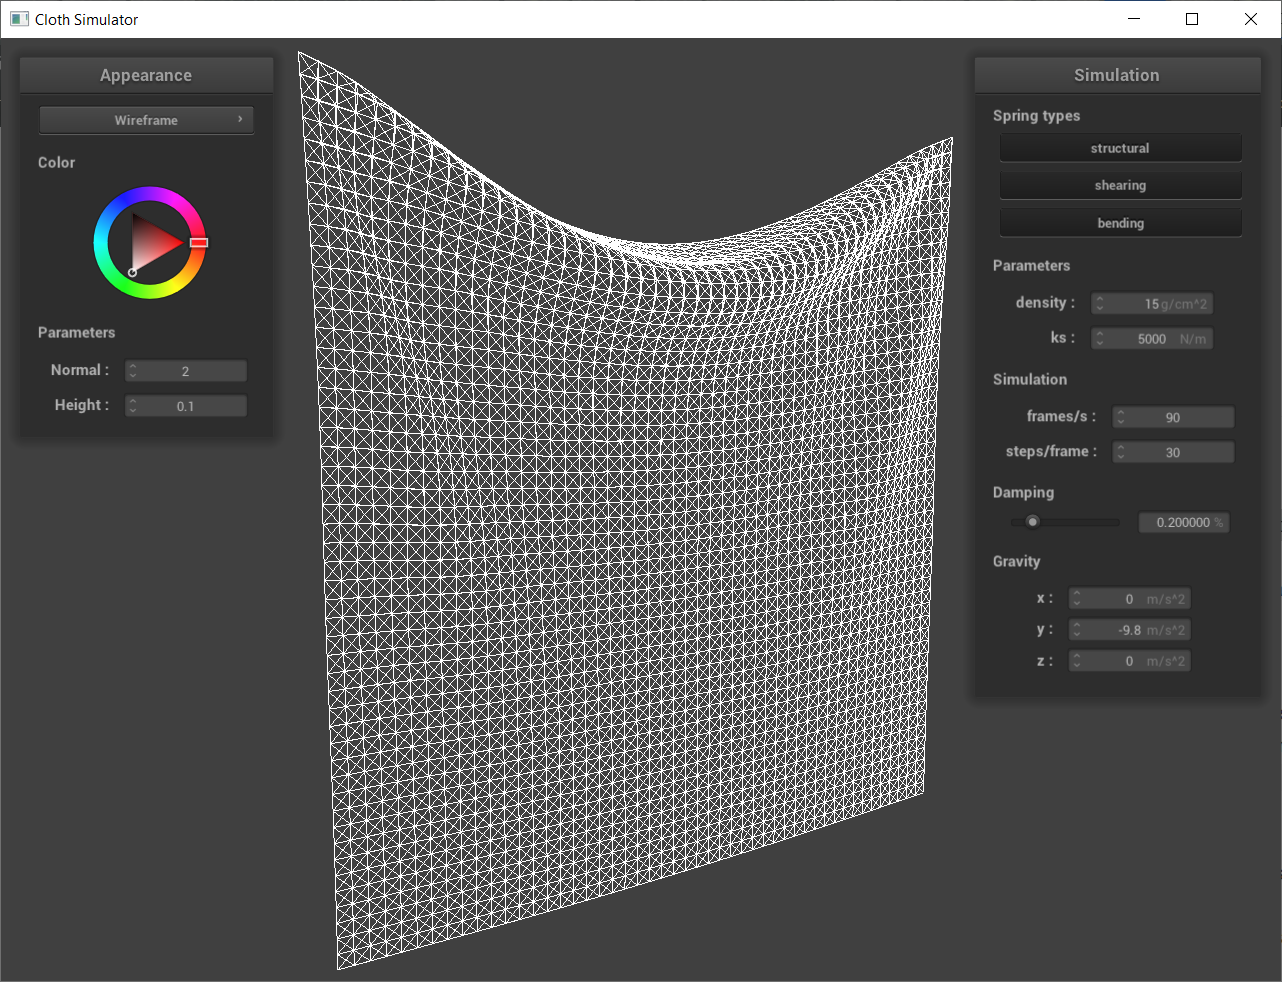 Cloth Simulator
Appearance
Wireframe
Color
Parameters
Normal : 2
Height : 0.1
Simulation
Spring types
structural
shearing
bending
Parameters
density : 15 g/cm^2
ks : 5000 N/m
Simulation
frames/s : 90
steps/frame : 30
Damping
0.200000 %
Gravity
x : 0 m/s^2
y : -9.8 m/s^2
z : 0 m/s^2